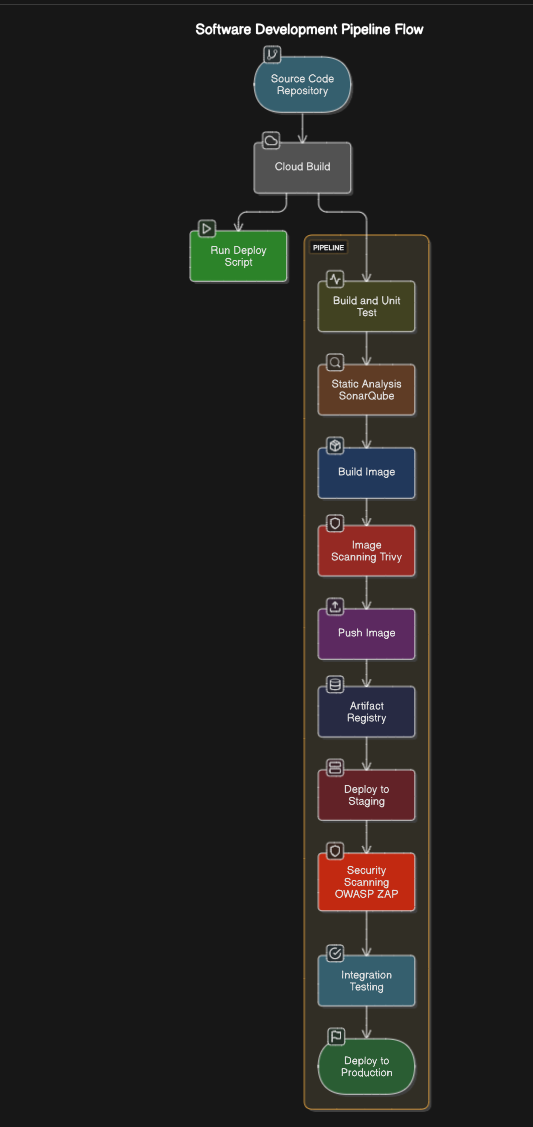 Software Development Pipeline Flow
Source Code
Repository
Cloud Build
Run Deploy
Script
PIPELINE
Build and Unit
Test
Static Analysis
SonarQube
Build Image
Image
Scanning Trivy
Push Image
Artifact
Registry
Deploy to
Staging
Security
Scanning
OWASP ZAP
Integration
Testing
Deploy to
Production